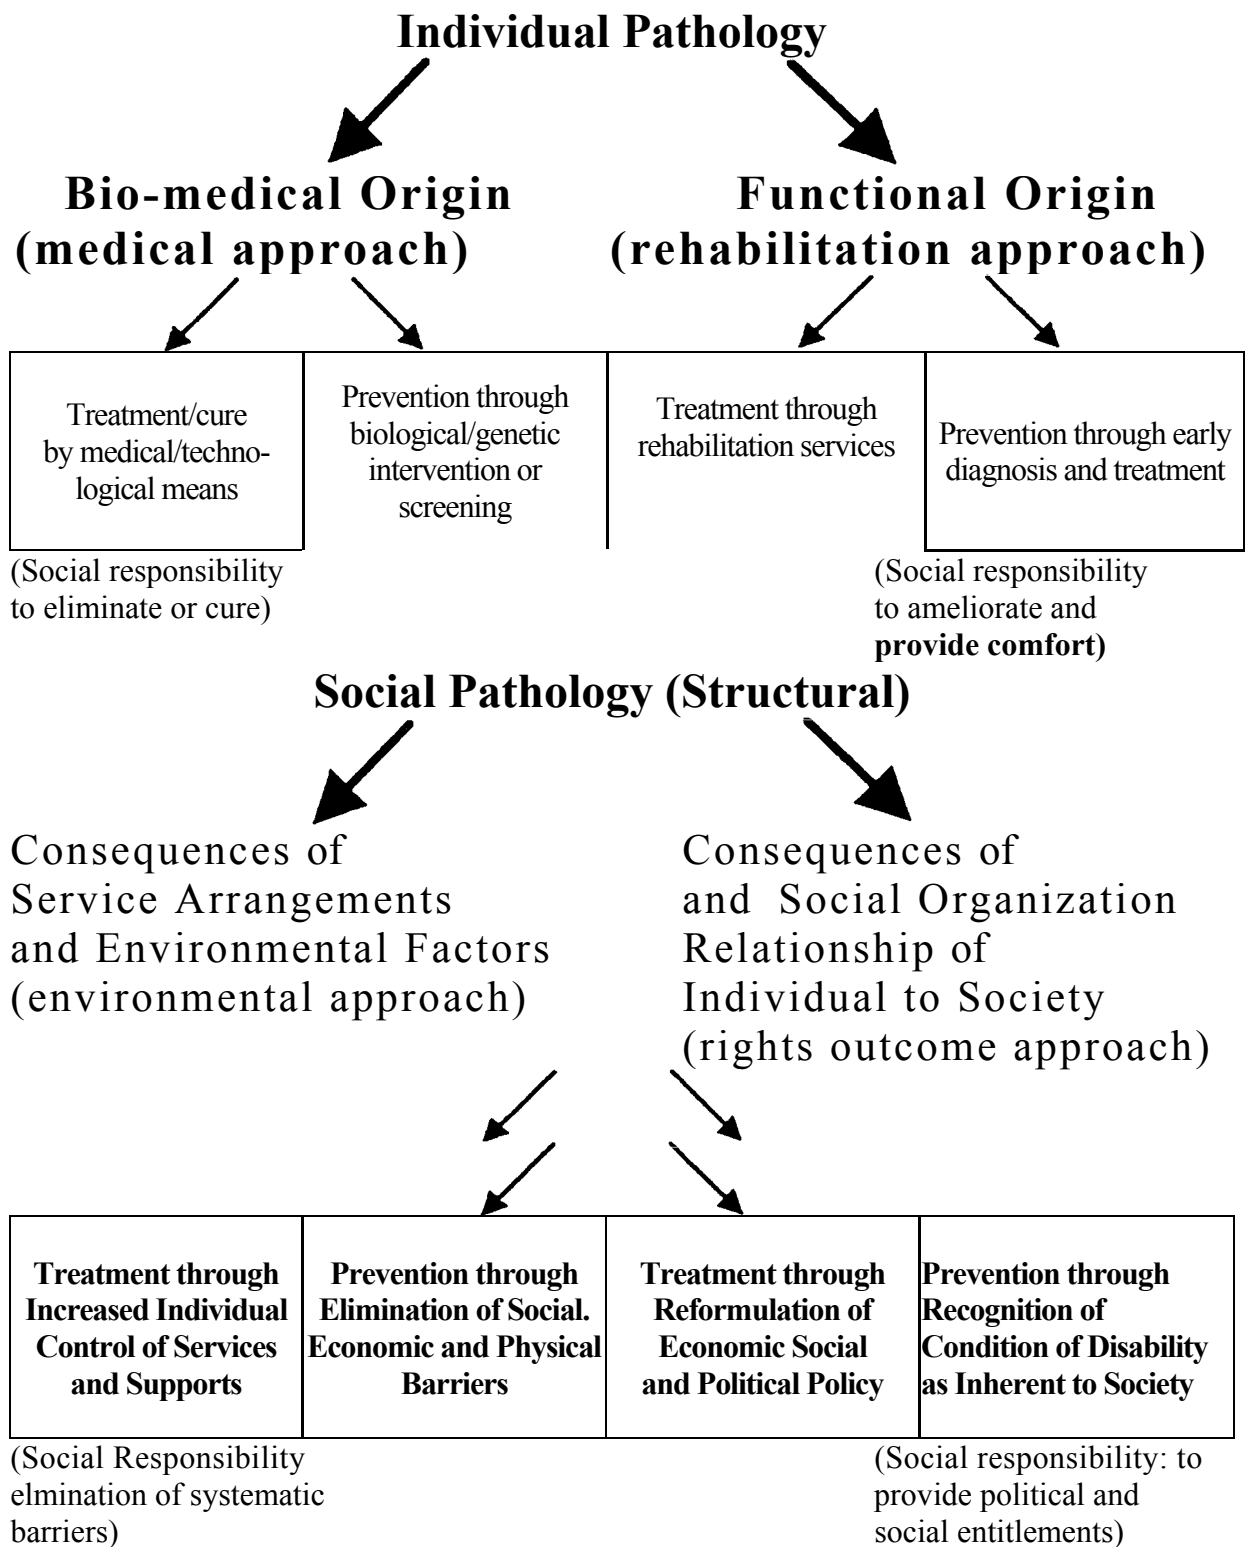 Individual Pathology
Bio-medical Origin
(medical approach)
Functional Origin
(rehabilitation approach)
Treatment/cure
by medical/techno-
logical means
Prevention through
biological/genetic
intervention or
screening
Treatment through
rehabilitation services
Prevention through early
diagnosis and treatment
(Social responsibility
to eliminate or cure)
(Social responsibility
to ameliorate and
provide comfort)
Social Pathology (Structural)
Consequences of
Service Arrangements
and Environmental Factors
(environmental approach)
Consequences of
and Social Organization
Relationship of
Individual to Society
(rights outcome approach)
Treatment through
Increased Individual
Control of Services
and Supports
Prevention through
Elimination of Social.
Economic and Physical
Barriers
Treatment through
Reformulation of
Economic Social
and Political Policy
Prevention through
Recognition of
Condition of Disability
as Inherent to Society
(Social Responsibility
elmination of systematic
barriers)
(Social responsibility: to
provide political and
social entitlements)